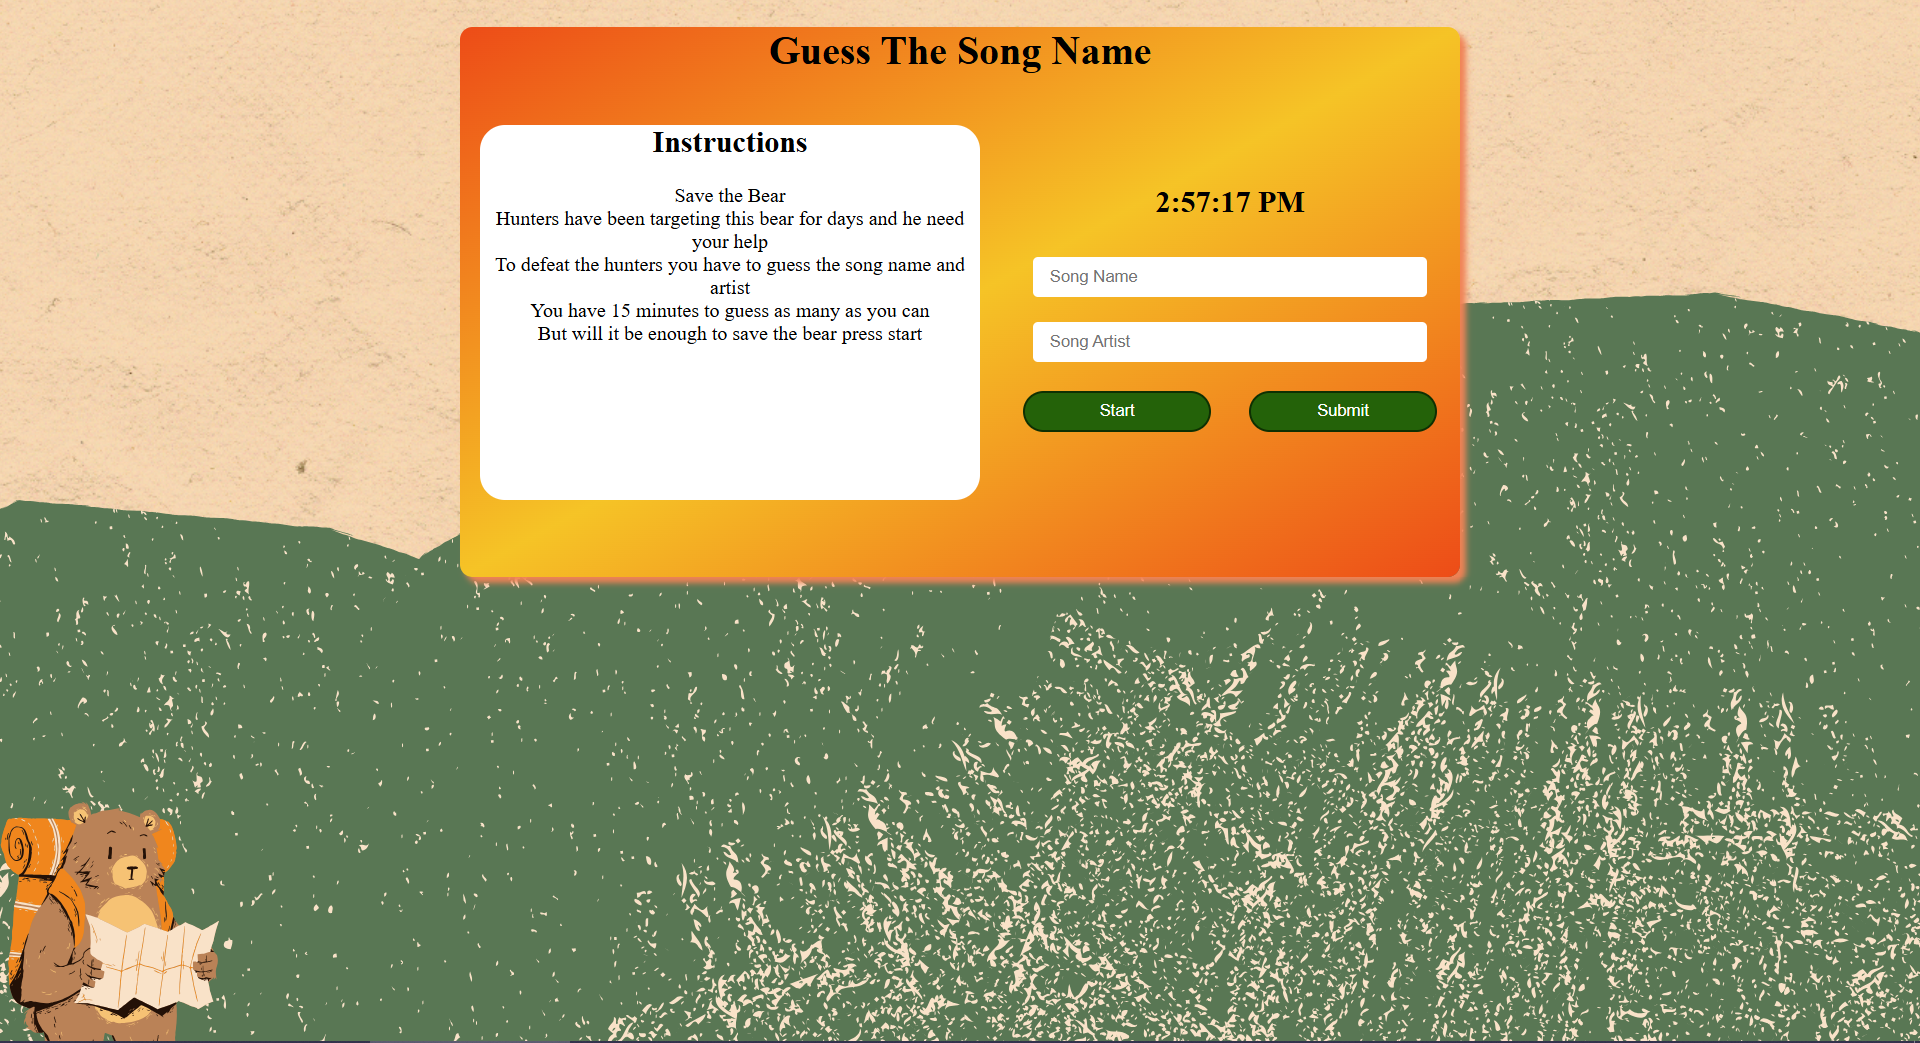 Guess The Song Name
Instructions
Save the Bear
Hunters have been targeting this bear for days and he need
your help
To defeat the hunters you have to guess the song name and
artist
You have 15 minutes to guess as many as you can
But will it be enough to save the bear press start
2:57:17 PM
Song Name
Song Artist
Start
Submit